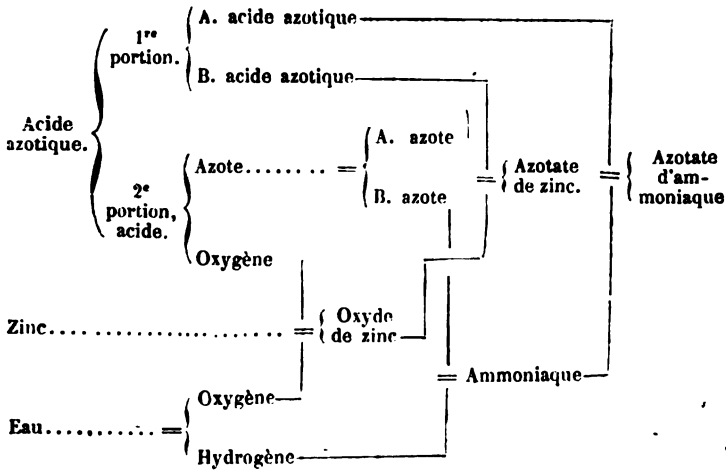 A. acide azotique
1re
portion.
B. acide azotique
Acide
azotique.
A. azote
Azote........ =
Azotate
de zinc.
=
Azotate
d'am-
moniaque
=
2e
portion,
acide.
B. azote
Oxygène
Zinc........................ =
Oxyde
de zinc
= Ammoniaque
Oxygène
Eau.......... =
Hydrogène